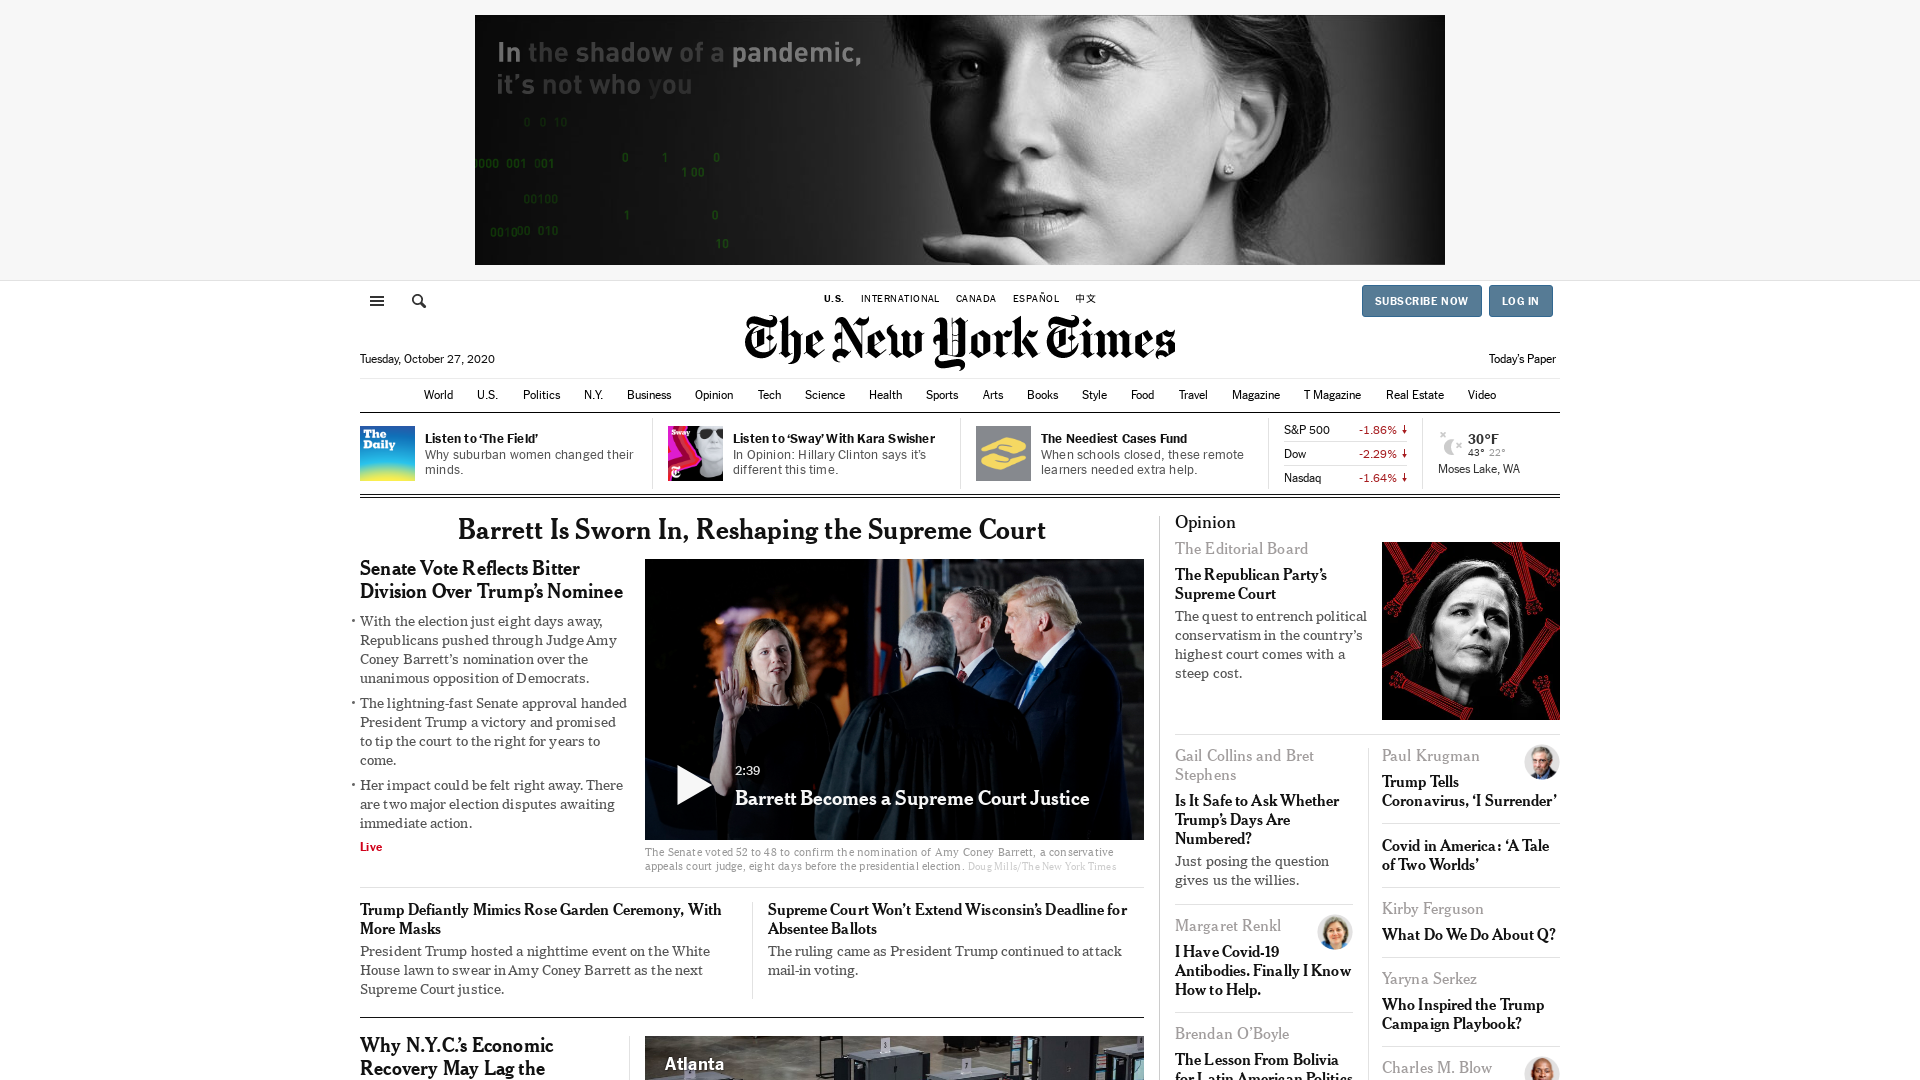 In the shadow of a pandemic,
it's not who you
0 0 10
0000 001 001
0 1 0
1 00
00100
1 0
001000 010
10
U.S. INTERNATIONAL CANADA ESPAÑOL 中文
SUBSCRIBE NOW LOG IN
The New York Times
Tuesday, October 27, 2020
Today's Paper
World U.S. Politics N.Y. Business Opinion Tech Science Health Sports Arts Books Style Food Travel Magazine T Magazine Real Estate Video
The Daily
Listen to ‘The Field’
Why suburban women changed their
minds.
Sway
Listen to ‘Sway’ With Kara Swisher
In Opinion: Hillary Clinton says it’s
different this time.
The Neediest Cases Fund
When schools closed, these remote
learners needed extra help.
S&P 500 -1.86%
Dow -2.29%
Nasdaq -1.64%
30°F
43° 22°
Moses Lake, WA
Barrett Is Sworn In, Reshaping the Supreme Court
Senate Vote Reflects Bitter
Division Over Trump’s Nominee
With the election just eight days away,
Republicans pushed through Judge Amy
Coney Barrett’s nomination over the
unanimous opposition of Democrats.
The lightning-fast Senate approval handed
President Trump a victory and promised
to tip the court to the right for years to
come.
Her impact could be felt right away. There
are two major election disputes awaiting
immediate action.
Live
2:39
Barrett Becomes a Supreme Court Justice
The Senate voted 52 to 48 to confirm the nomination of Amy Coney Barrett, a conservative
appeals court judge, eight days before the presidential election. Doug Mills/The New York Times
Trump Defiantly Mimics Rose Garden Ceremony, With
More Masks
President Trump hosted a nighttime event on the White
House lawn to swear in Amy Coney Barrett as the next
Supreme Court justice.
Supreme Court Won’t Extend Wisconsin’s Deadline for
Absentee Ballots
The ruling came as President Trump continued to attack
mail-in voting.
Why N.Y.C.’s Economic
Recovery May Lag the
Atlanta
Opinion
The Editorial Board
The Republican Party’s
Supreme Court
The quest to entrench political
conservatism in the country’s
highest court comes with a
steep cost.
Gail Collins and Bret
Stephens
Is It Safe to Ask Whether
Trump’s Days Are
Numbered?
Just posing the question
gives us the willies.
Margaret Renkl
I Have Covid-19
Antibodies. Finally I Know
How to Help.
Brendan O’Boyle
The Lesson From Bolivia
for Latin American Politics
Paul Krugman
Trump Tells
Coronavirus, ‘I Surrender’
Covid in America: ‘A Tale
of Two Worlds’
Kirby Ferguson
What Do We Do About Q?
Yaryna Serkez
Who Inspired the Trump
Campaign Playbook?
Charles M. Blow